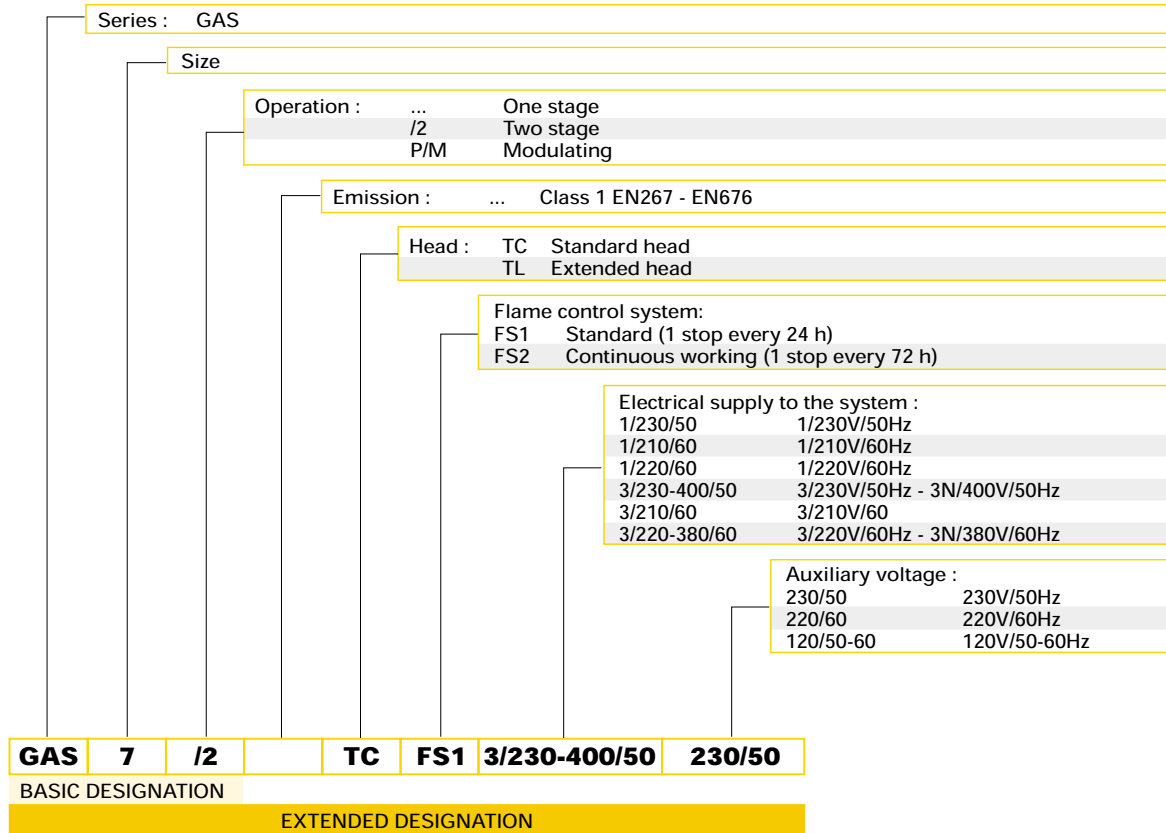 Series : GAS
Size
Operation : ... One stage
/2 Two stage
P/M Modulating
Emission : ... Class 1 EN267 - EN676
Head : TC Standard head
TL Extended head
Flame control system:
FS1 Standard (1 stop every 24 h)
FS2 Continuous working (1 stop every 72 h)
Electrical supply to the system :
1/230/50 1/230V/50Hz
1/210/60 1/210V/60Hz
1/220/60 1/220V/60Hz
3/230-400/50 3/230V/50Hz - 3N/400V/50Hz
3/210/60 3/210V/60
3/220-380/60 3/220V/60Hz - 3N/380V/60Hz
Auxiliary voltage :
230/50 230V/50Hz
220/60 220V/60Hz
120/50-60 120V/50-60Hz
GAS 7 /2 TC FS1 3/230-400/50 230/50
BASIC DESIGNATION
EXTENDED DESIGNATION